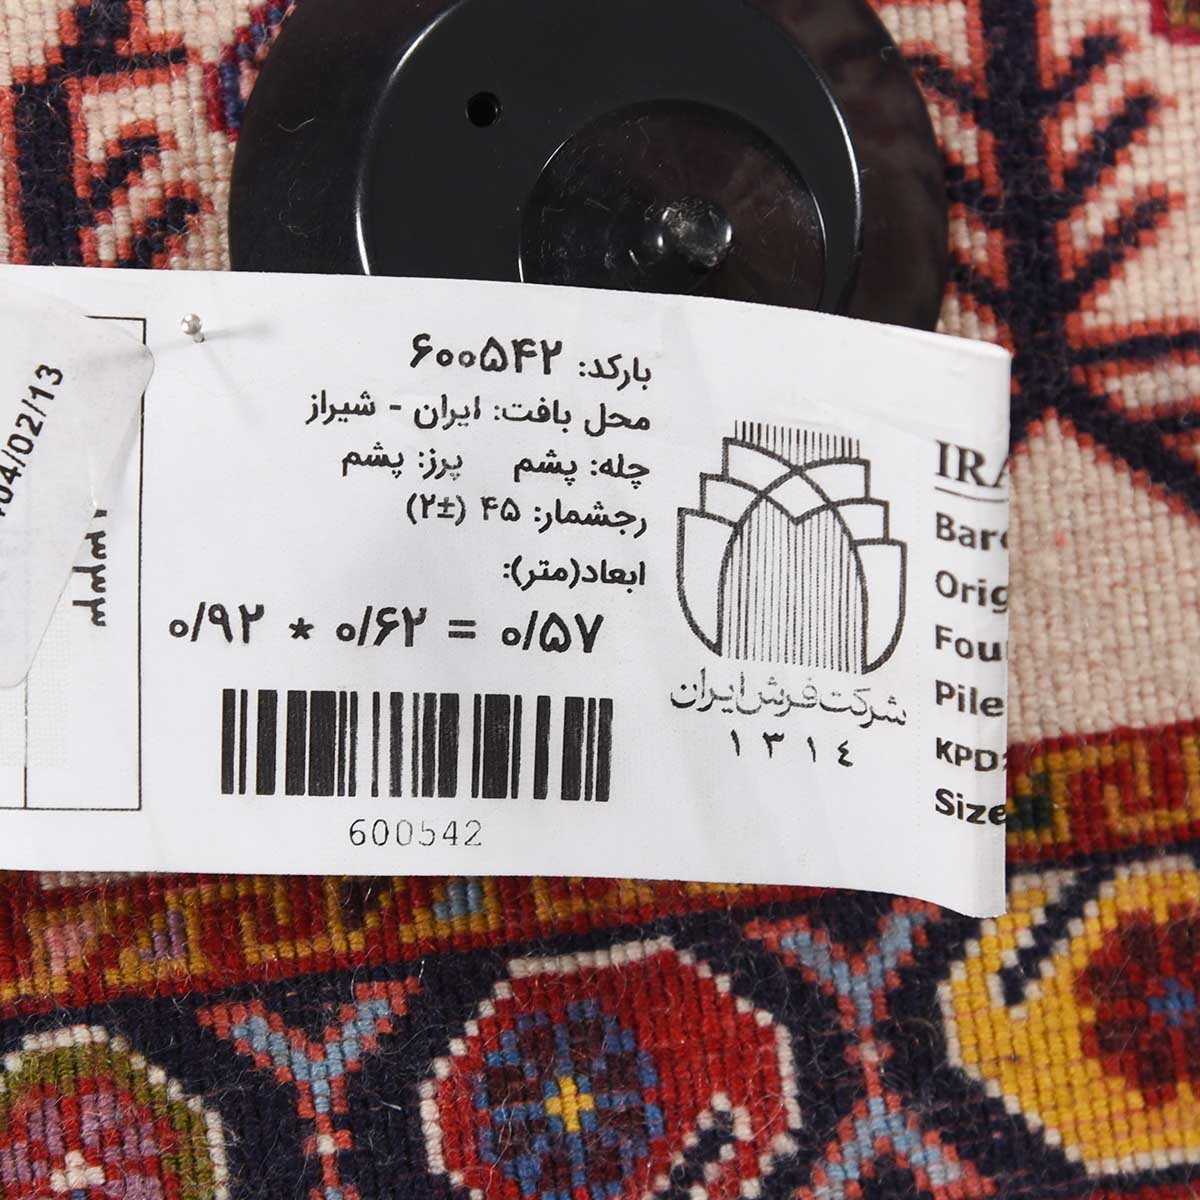 بارکد: ۶۰۰۵۴۲
محل بافت: ایران - شیراز
چله: پشم پرز: پشم
رجشمار: ۴۵ (±۲)
ابعاد(متر):
۰/۹۲ * ۰/۶۲ = ۰/۵۷
600542
شرکت فرش ایران
۱۳۱٤
IRA
Barc
Orig
Fou
Pile
KPD
Size
04/02/13